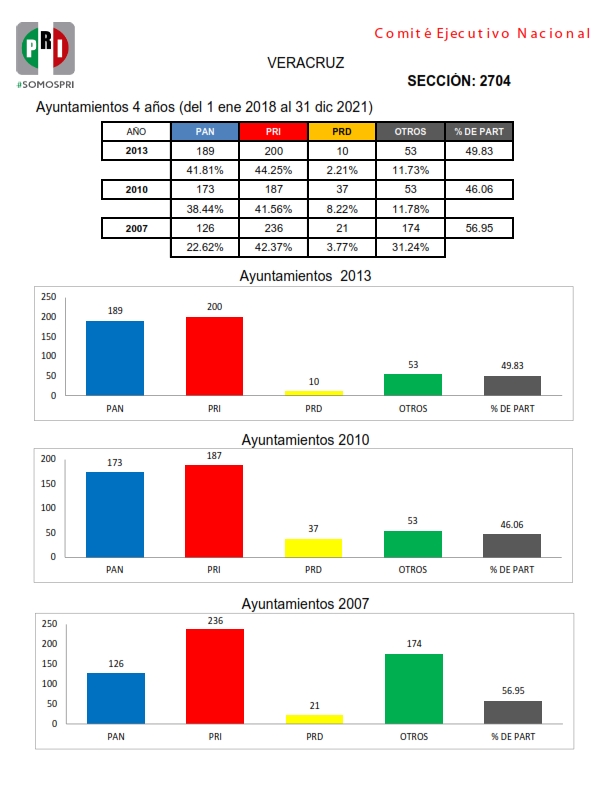 Comité Ejecutivo Nacional
PRI
#SOMOSPRI
VERACRUZ
SECCIÓN: 2704
Ayuntamientos 4 años (del 1 ene 2018 al 31 dic 2021)
AÑO PAN PRI PRD OTROS % DE PART
2013 189 200 10 53 49.83
41.81% 44.25% 2.21% 11.73%
2010 173 187 37 53 46.06
38.44% 41.56% 8.22% 11.78%
2007 126 236 21 174 56.95
22.62% 42.37% 3.77% 31.24%
Ayuntamientos 2013
250
200
150
100
50
0
189 200 10 53 49.83
PAN PRI PRD OTROS % DE PART
Ayuntamientos 2010
200
150
100
50
0
173 187 37 53 46.06
PAN PRI PRD OTROS % DE PART
Ayuntamientos 2007
250
200
150
100
50
0
126 236 21 174 56.95
PAN PRI PRD OTROS % DE PART